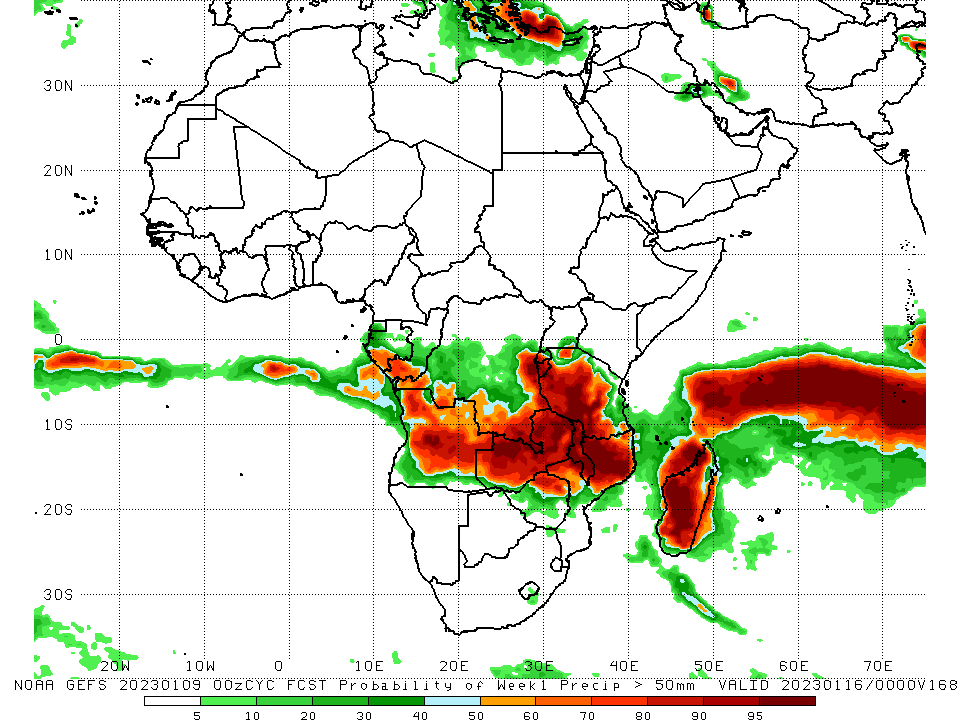 30N
20N
10N
0
10S
20S
30S
20W 10W 0 10E 20E 30E 40E 50E 60E 70E
NOAA GEFS 20230109 00zCYC FCST Probability of Week1 Precip > 50mm VALID 20230116/0000V168
5 10 20 30 40 50 60 70 80 90 95